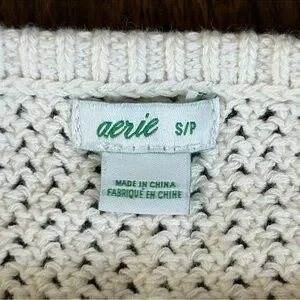 aerie S/P
MADE IN CHINA
FABRIQUÉ EN CHINE